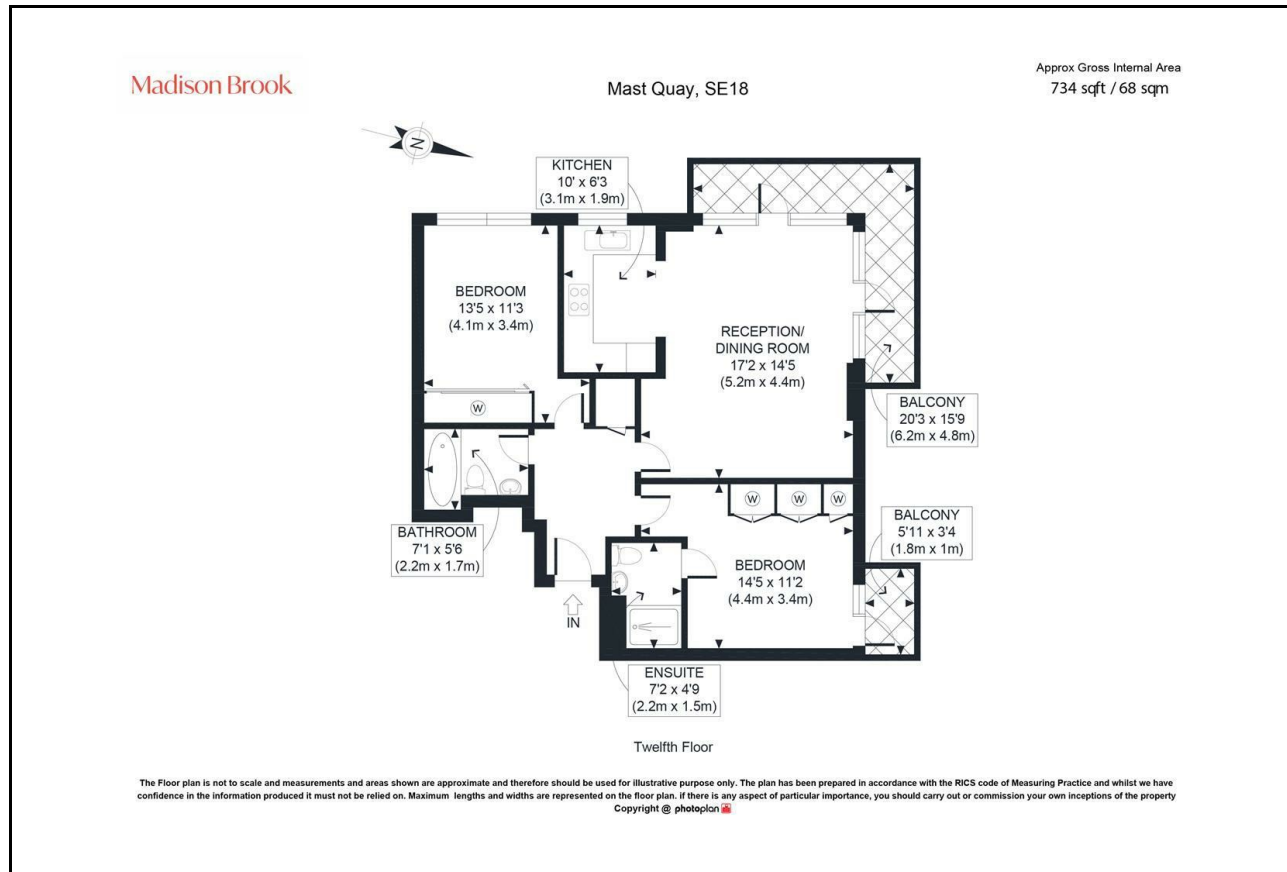 Madison Brook
Mast Quay, SE18
Approx Gross Internal Area
734 sqft / 68 sqm
N
KITCHEN
10' x 6'3
(3.1m x 1.9m)
BEDROOM
13'5 x 11'3
(4.1m x 3.4m)
W
RECEPTION/
DINING ROOM
17'2 x 14'5
(5.2m x 4.4m)
BALCONY
20'3 x 15'9
(6.2m x 4.8m)
W
W
W
BATHROOM
7'1 x 5'6
(2.2m x 1.7m)
BALCONY
5'11 x 3'4
(1.8m x 1m)
BEDROOM
14'5 x 11'2
(4.4m x 3.4m)
IN
ENSUITE
7'2 x 4'9
(2.2m x 1.5m)
Twelfth Floor
The Floor plan is not to scale and measurements and areas shown are approximate and therefore should be used for illustrative purpose only. The plan has been prepared in accordance with the RICS code of Measuring Practice and whilst we have
confidence in the information produced it must not be relied on. Maximum lengths and widths are represented on the floor plan. if there is any aspect of particular importance, you should carry out or commission your own inceptions of the property
Copyright @ photoplan